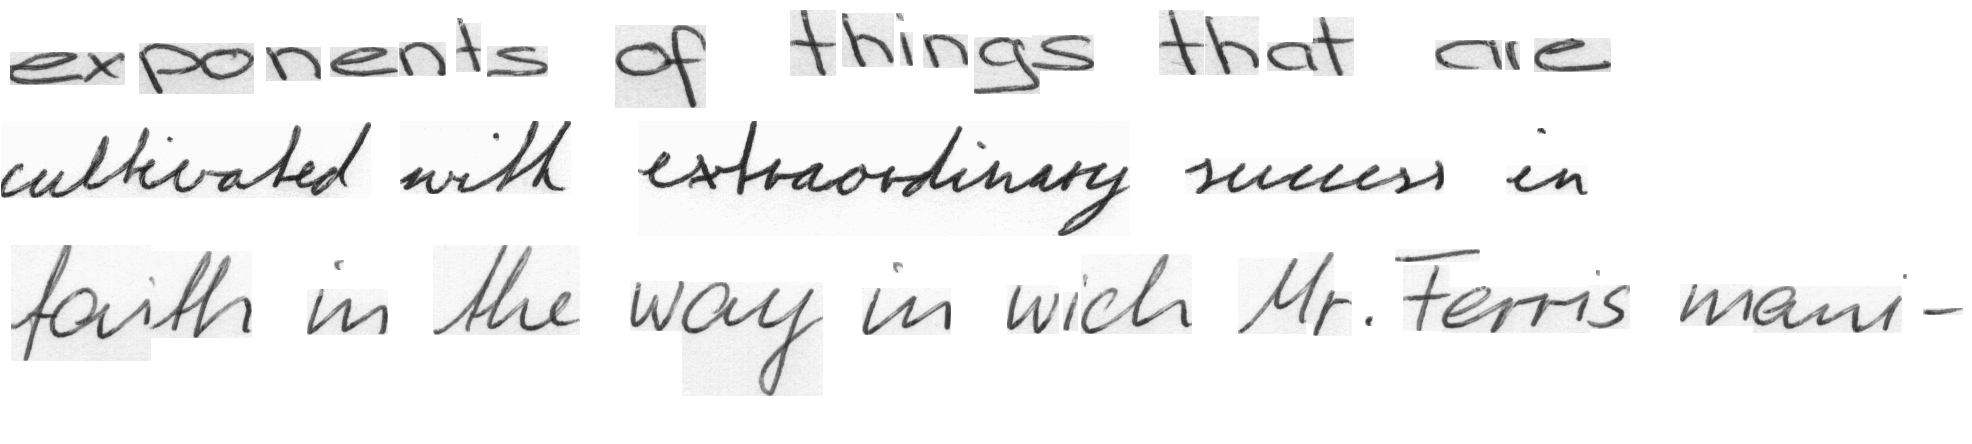 exponents of things that are
cultivated with extraordinary success in
faith in the way in wich Mr. Ferris mani-